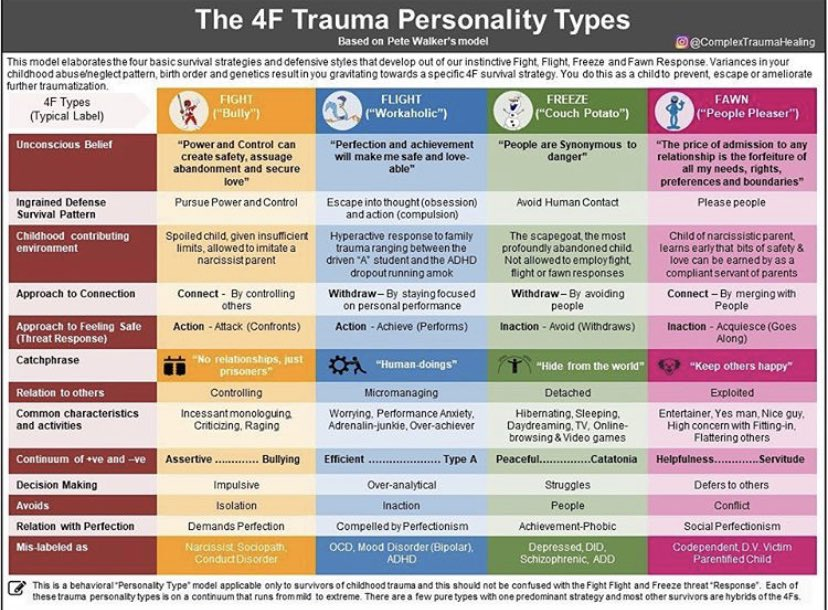 The 4F Trauma Personality Types
Based on Pete Walker's model
@ComplexTraumaHealing
This model elaborates the four basic survival strategies and defensive styles that develop out of our instinctive Fight, Flight, Freeze and Fawn Response. Variances in your
childhood abuse/neglect pattern, birth order and genetics result in you gravitating towards a specific 4F survival strategy. You do this as a child to prevent, escape or ameliorate
further traumatization.
4F Types
(Typical Label)
FIGHT
("Bully")
FLIGHT
("Workaholic")
FREEZE
("Couch Potato")
FAWN
("People Pleaser")
Unconscious Belief
"Power and Control can
create safety, assuage
abandonment and secure
love"
"Perfection and achievement
will make me safe and love-
able"
"People are Synonymous to
danger"
"The price of admission to any
relationship is the forfeiture of
all my needs, rights,
preferences and boundaries"
Ingrained Defense
Survival Pattern
Pursue Power and Control
Escape into thought (obsession)
and action (compulsion)
Avoid Human Contact
Please people
Childhood contributing
environment
Spoiled child, given insufficient
limits, allowed to imitate a
narcissist parent
Hyperactive response to family
trauma ranging between the
driven "A" student and the ADHD
dropout running amok
The scapegoat, the most
profoundly abandoned child.
Not allowed to employ fight,
flight or fawn responses
Child of narcissistic parent,
learns early that bits of safety &
love can be earned by as a
compliant servant of parents
Approach to Connection
Connect - By controlling
others
Withdraw – By staying focused
on personal performance
Withdraw – By avoiding
people
Connect – By merging with
People
Approach to Feeling Safe
(Threat Response)
Action - Attack (Confronts)
Action - Achieve (Performs)
Inaction - Avoid (Withdraws)
Inaction - Acquiesce (Goes
Along)
Catchphrase
"No relationships, just
prisoners"
"Human-doings"
"Hide from the world"
"Keep others happy"
Relation to others
Controlling
Micromanaging
Detached
Exploited
Common characteristics
and activities
Incessant monologuing,
Criticizing, Raging
Worrying, Performance Anxiety,
Adrenalin-junkie, Over-achiever
Hibernating, Sleeping,
Daydreaming, TV, Online-
browsing & Video games
Entertainer, Yes man, Nice guy,
High concern with Fitting-in,
Flattering others
Continuum of +ve and –ve
Assertive ............. Bullying
Efficient ..................... Type A
Peaceful...............Catatonia
Helpfulness............Servitude
Decision Making
Impulsive
Over-analytical
Struggles
Defers to others
Avoids
Isolation
Inaction
People
Conflict
Relation with Perfection
Demands Perfection
Compelled by Perfectionism
Achievement-Phobic
Social Perfectionism
Mis-labeled as
Narcissist, Sociopath,
Conduct Disorder
OCD, Mood Disorder (Bipolar),
ADHD
Depressed, DID,
Schizophrenic, ADD
Codependent, D.V. Victim
Parentified Child
This is a behavioral "Personality Type" model applicable only to survivors of childhood trauma and this should not be confused with the Fight Flight and Freeze threat "Response". Each of
these trauma personality types is on a continuum that runs from mild to extreme. There are a few pure types with one predominant strategy and most other survivors are hybrids of the 4Fs.